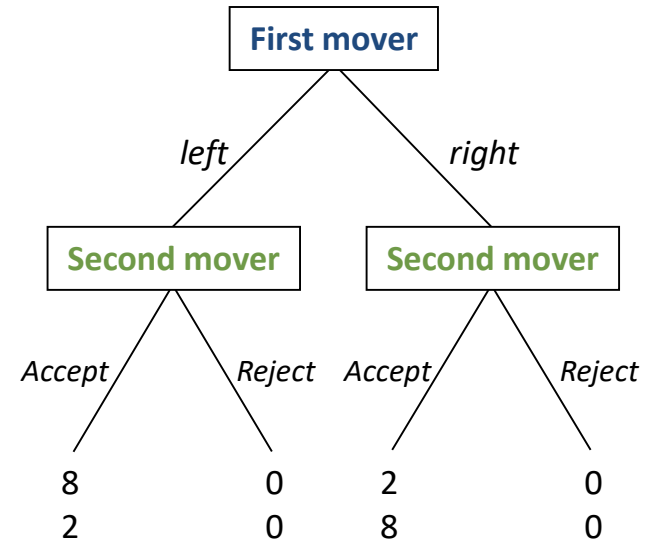 First mover
left right
Second mover Second mover
Accept Reject Accept Reject
8 0 2 0
2 0 8 0